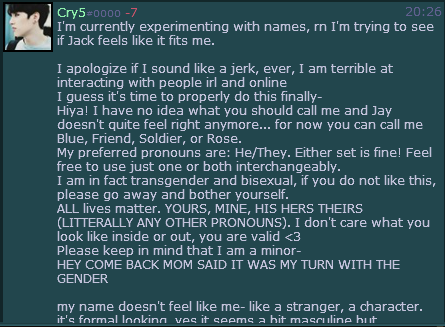 Cry5#0000 -7
20:26
I'm currently experimenting with names, rn I'm trying to see
if Jack feels like it fits me.
I apologize if I sound like a jerk, ever, I am terrible at
interacting with people irl and online
I guess it's time to properly do this finally-
Hiya! I have no idea what you should call me and Jay
doesn't quite feel right anymore... for now you can call me
Blue, Friend, Soldier, or Rose.
My preferred pronouns are: He/They. Either set is fine! Feel
free to use just one or both interchangeably.
I am in fact transgender and bisexual, if you do not like this,
please go away and bother yourself.
ALL lives matter. YOURS, MINE, HIS HERS THEIRS
(LITTERALLY ANY OTHER PRONOUNS). I don't care what you
look like inside or out, you are valid <3
Please keep in mind that I am a minor-
HEY COME BACK MOM SAID IT WAS MY TURN WITH THE
GENDER
my name doesn't feel like me- like a stranger, a character.
it's formal looking, yes it seems a bit masculine but